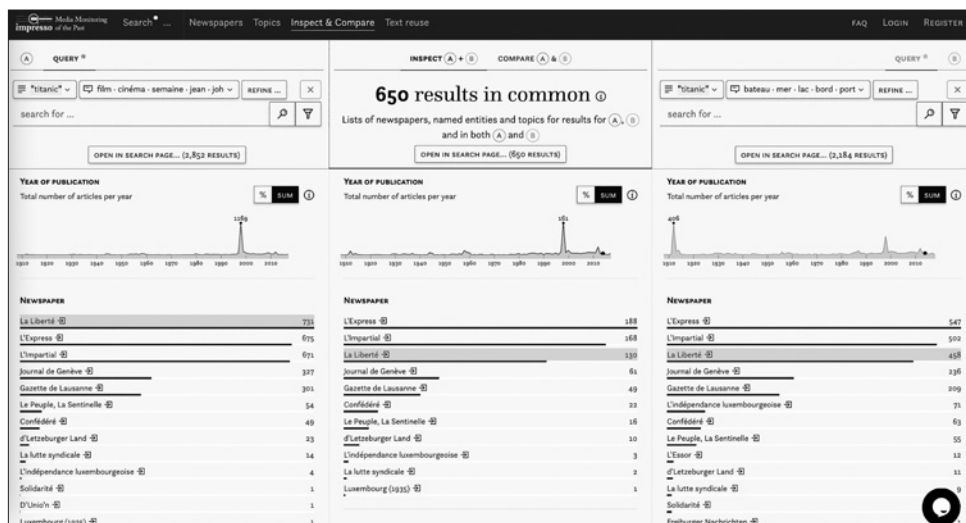 impresso Media Monitoring of the Past Search ... Newspapers Topics Inspect & Compare Text reuse FAQ LOGIN REGISTER
A QUERY
"titanic" film · cinéma · semaine · jean · joh REFINE ... ×
search for ...
OPEN IN SEARCH PAGE... (2,852 RESULTS)
YEAR OF PUBLICATION
Total number of articles per year % SUM
1169
1910 1920 1930 1940 1950 1960 1970 1980 1990 2000 2010
NEWSPAPER
La Liberté 731
L'Express 675
L'Impartial 671
Journal de Genève 327
Gazette de Lausanne 301
Le Peuple, La Sentinelle 54
Confédéré 49
d'Letzeburger Land 23
La lutte syndicale 14
L'indépendance luxembourgeoise 4
Solidarité 1
D'Unio'n 1
Luxembourg (1935) 1
INSPECT A + B COMPARE A & B
650 results in common
Lists of newspapers, named entities and topics for results for A, B
and in both A and B
OPEN IN SEARCH PAGE... (650 RESULTS)
YEAR OF PUBLICATION
Total number of articles per year % SUM
161
1910 1920 1930 1940 1950 1960 1970 1980 1990 2000 2010
NEWSPAPER
L'Express 188
L'Impartial 168
La Liberté 130
Journal de Genève 61
Gazette de Lausanne 49
Confédéré 22
Le Peuple, La Sentinelle 16
d'Letzeburger Land 10
L'indépendance luxembourgeoise 3
La lutte syndicale 2
Luxembourg (1935) 1
QUERY B
"titanic" bateau · mer · lac · bord · port REFINE ... ×
search for ...
OPEN IN SEARCH PAGE... (2,184 RESULTS)
YEAR OF PUBLICATION
Total number of articles per year % SUM
406
1910 1920 1930 1940 1950 1960 1970 1980 1990 2000 2010
NEWSPAPER
L'Express 547
L'Impartial 502
La Liberté 458
Journal de Genève 236
Gazette de Lausanne 209
L'indépendance luxembourgeoise 71
Confédéré 63
Le Peuple, La Sentinelle 55
L'Essor 12
d'Letzeburger Land 11
La lutte syndicale 9
Solidarité
Freiburger Nachrichten